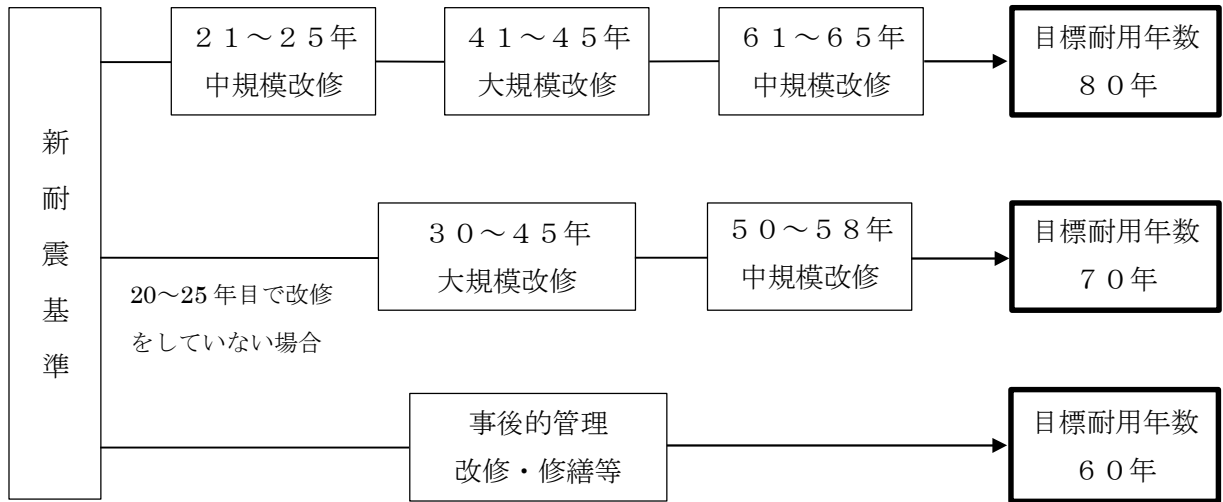 新耐震基準
２１～２５年
中規模改修
４１～４５年
大規模改修
６１～６５年
中規模改修
目標耐用年数
８０年
20～25年目で改修
をしていない場合
３０～４５年
大規模改修
５０～５８年
中規模改修
目標耐用年数
７０年
事後的管理
改修・修繕等
目標耐用年数
６０年